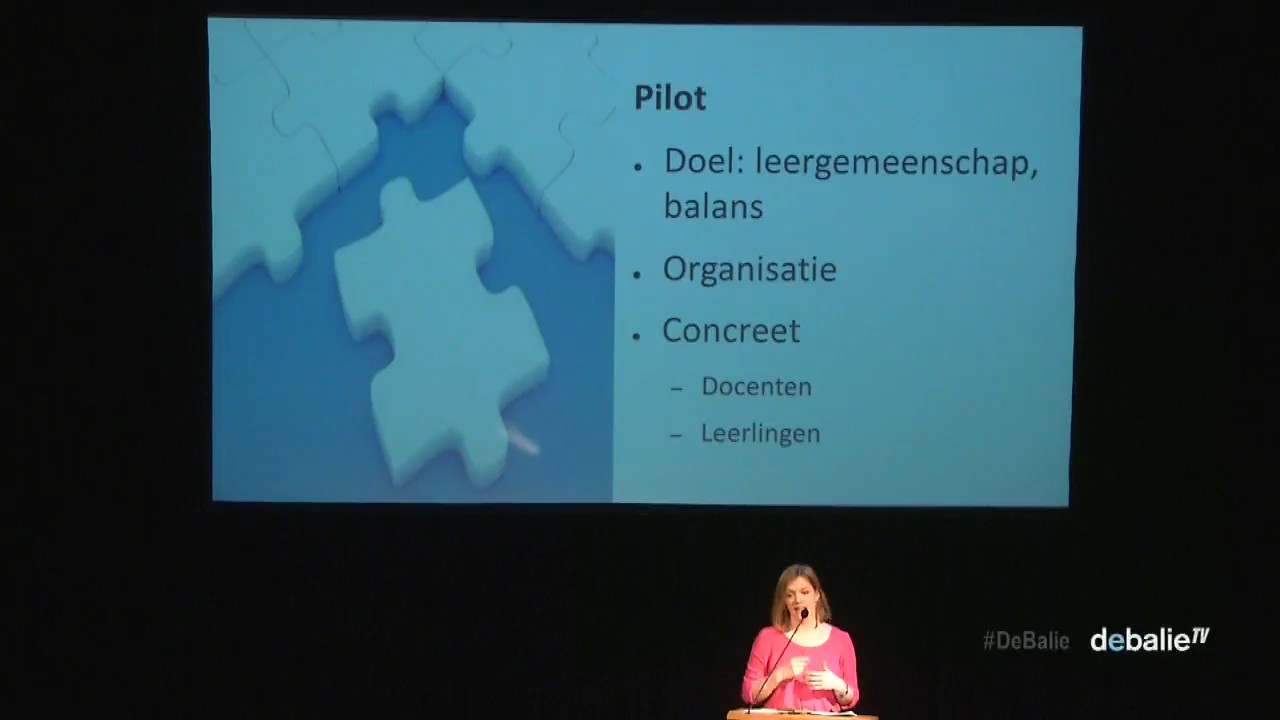 Pilot
• Doel: leergemeenschap,
balans
• Organisatie
• Concreet
– Docenten
– Leerlingen
#DeBalie debalieTV